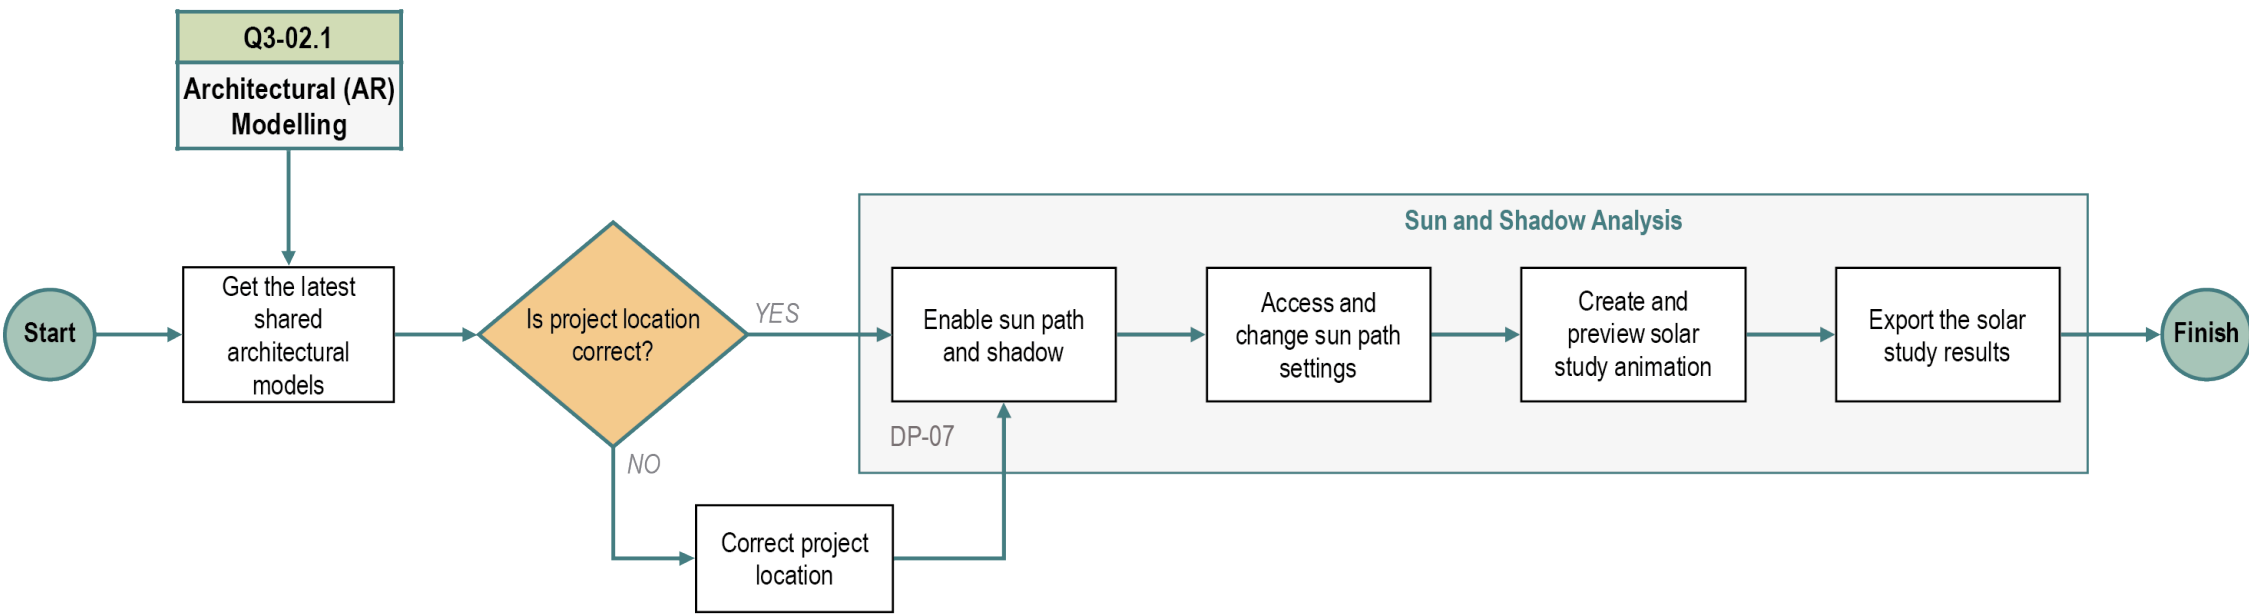 Q3-02.1
Architectural (AR)
Modelling
Start
Get the latest
shared
architectural
models
Is project location
correct?
YES
NO
Correct project
location
Sun and Shadow Analysis
Enable sun path
and shadow
Access and
change sun path
settings
Create and
preview solar
study animation
Export the solar
study results
DP-07
Finish